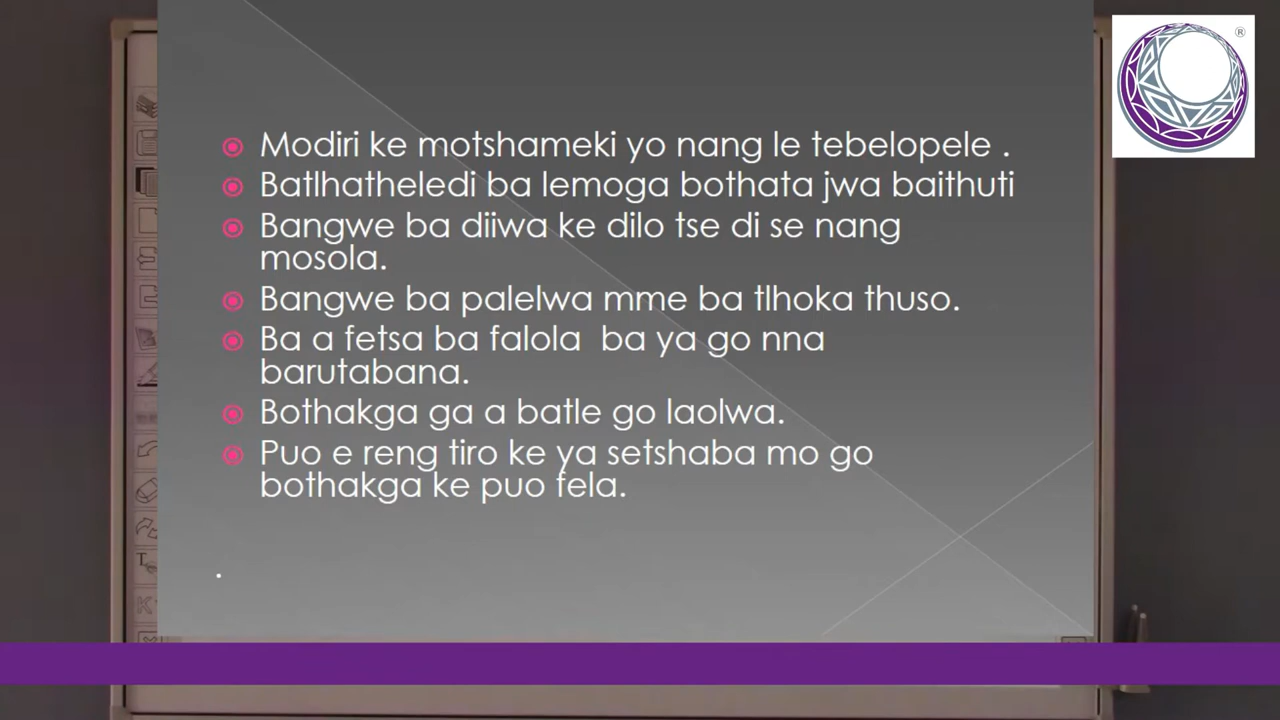 Modiri ke motshameki yo nang le tebelopele .
Batlhatheledi ba lemoga bothata jwa baithuti
Bangwe ba diiwa ke dilo tse di se nang
mosola.
Bangwe ba palelwa mme ba tlhoka thuso.
Ba a fetsa ba falola ba ya go nna
barutabana.
Bothakga ga a batle go laolwa.
Puo e reng tiro ke ya setshaba mo go
bothakga ke puo fela.
.
®
T
K